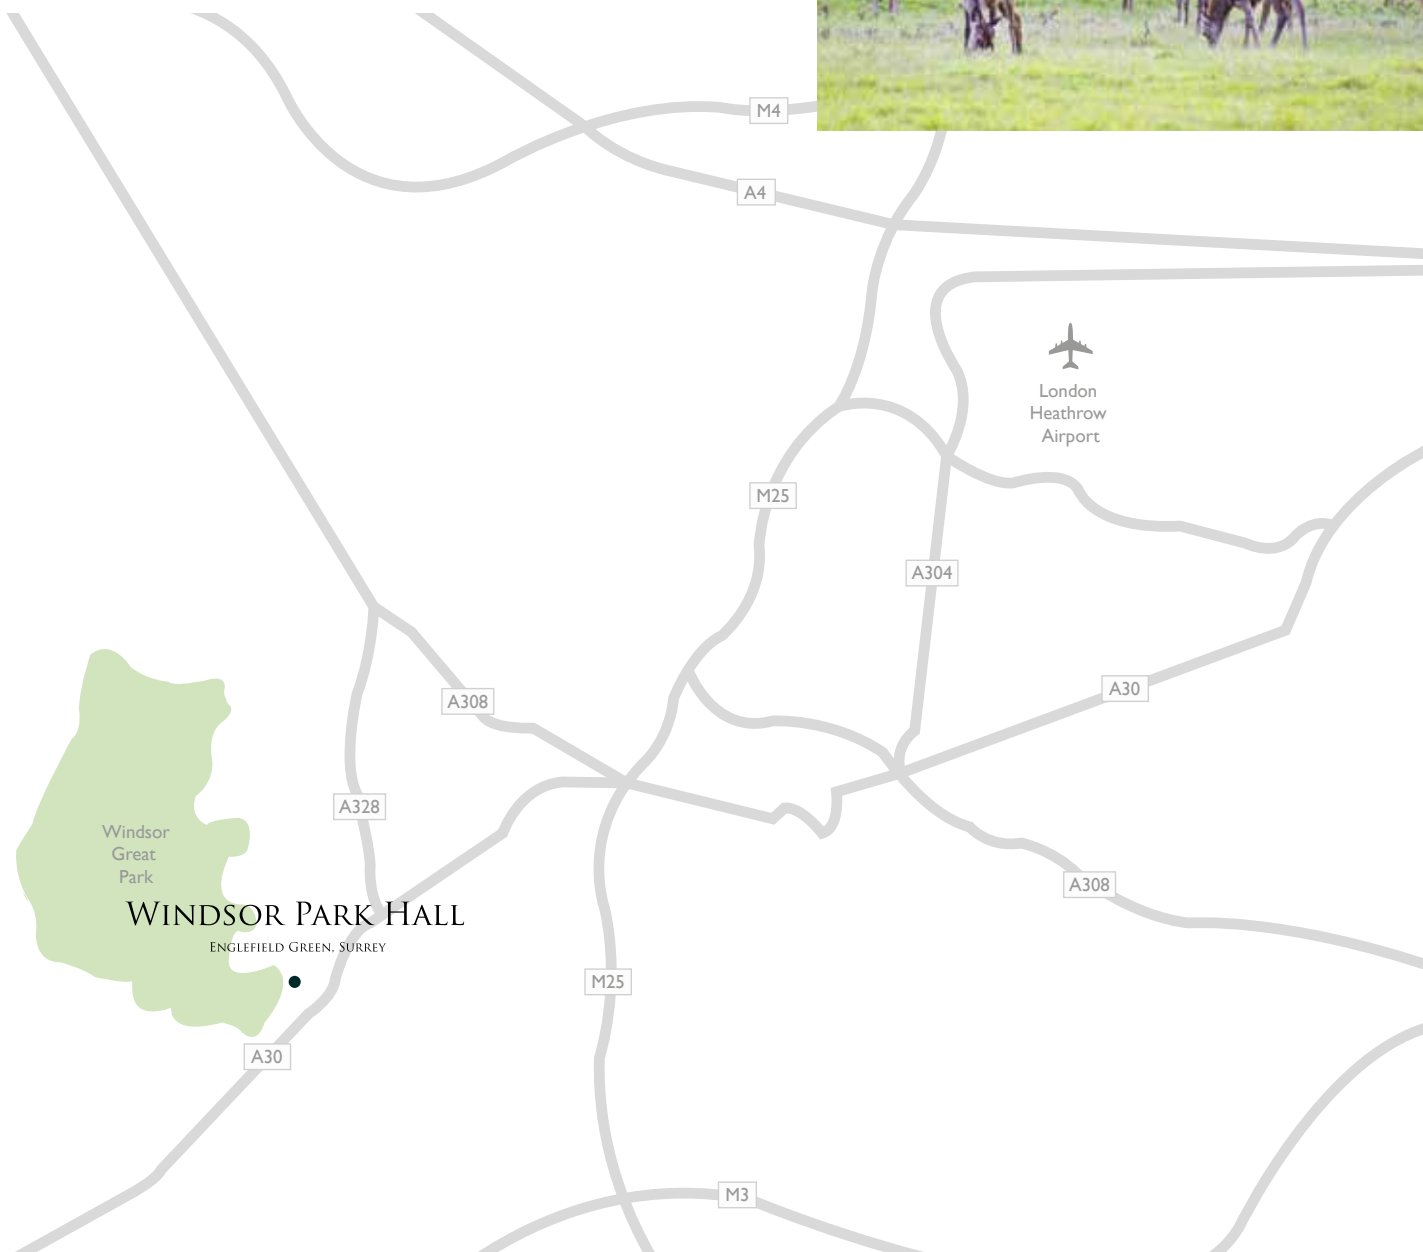 M4
A4
London
Heathrow
Airport
M25
A304
A30
A308
A328
Windsor
Great
Park
A308
WINDSOR PARK HALL
ENGLEFIELD GREEN, SURREY
M25
A30
M3